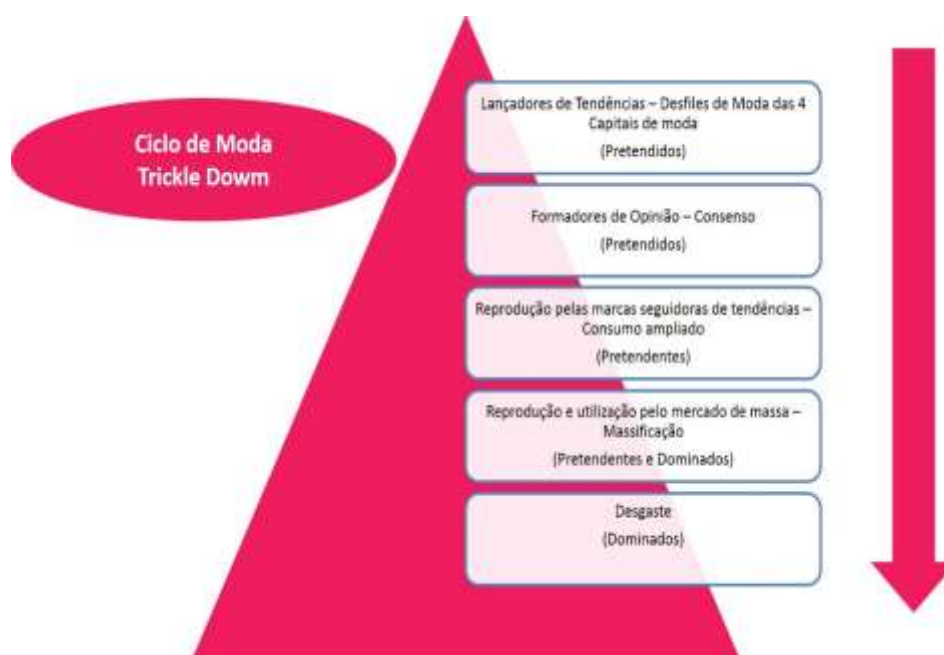 Ciclo de Moda
Trickle Dowm
Lançadores de Tendências – Desfiles de Moda das 4
Capitais de moda
(Pretendidos)
Formadores de Opinião – Consenso
(Pretendidos)
Reprodução pelas marcas seguidoras de tendências –
Consumo ampliado
(Pretendentes)
Reprodução e utilização pelo mercado de massa –
Massificação
(Pretendentes e Dominados)
Desgaste
(Dominados)